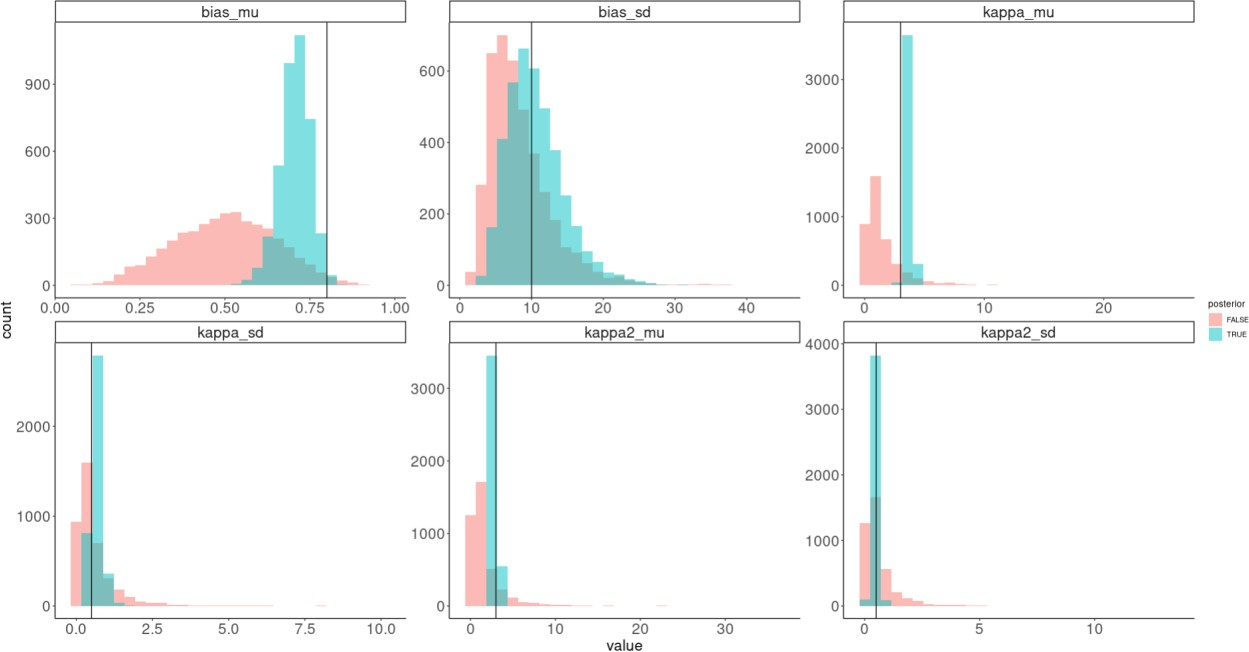 bias_mu
bias_sd
kappa_mu
900
600
300
0
0.00 0.25 0.50 0.75 1.00
600
400
200
0
0 10 20 30 40
3000
2000
1000
0
0 10 20
count
kappa_sd
kappa2_mu
kappa2_sd
2000
1000
0
0.0 2.5 5.0 7.5 10.0
3000
2000
1000
0
0 10 20 30
4000
3000
2000
1000
0
0 5 10
value
posterior
FALSE
TRUE